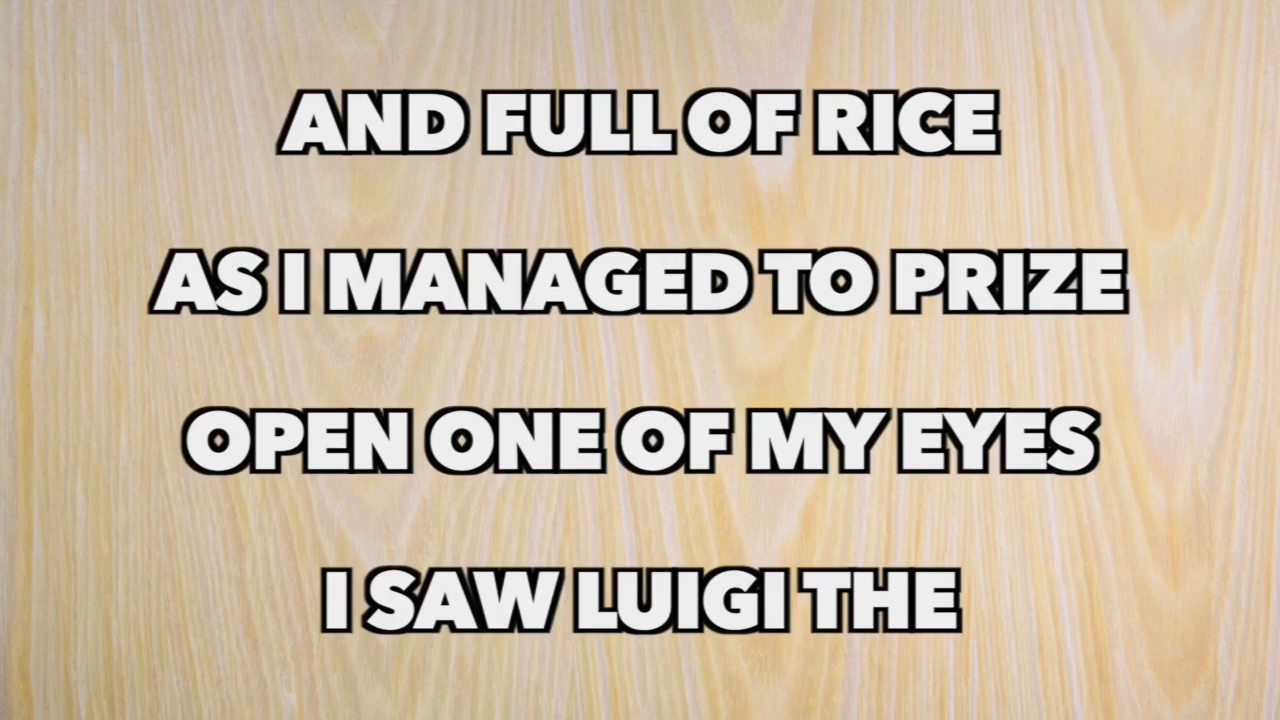 AND FULL OF RICE
AS I MANAGED TO PRIZE
OPEN ONE OF MY EYES
I SAW LUIGI THE